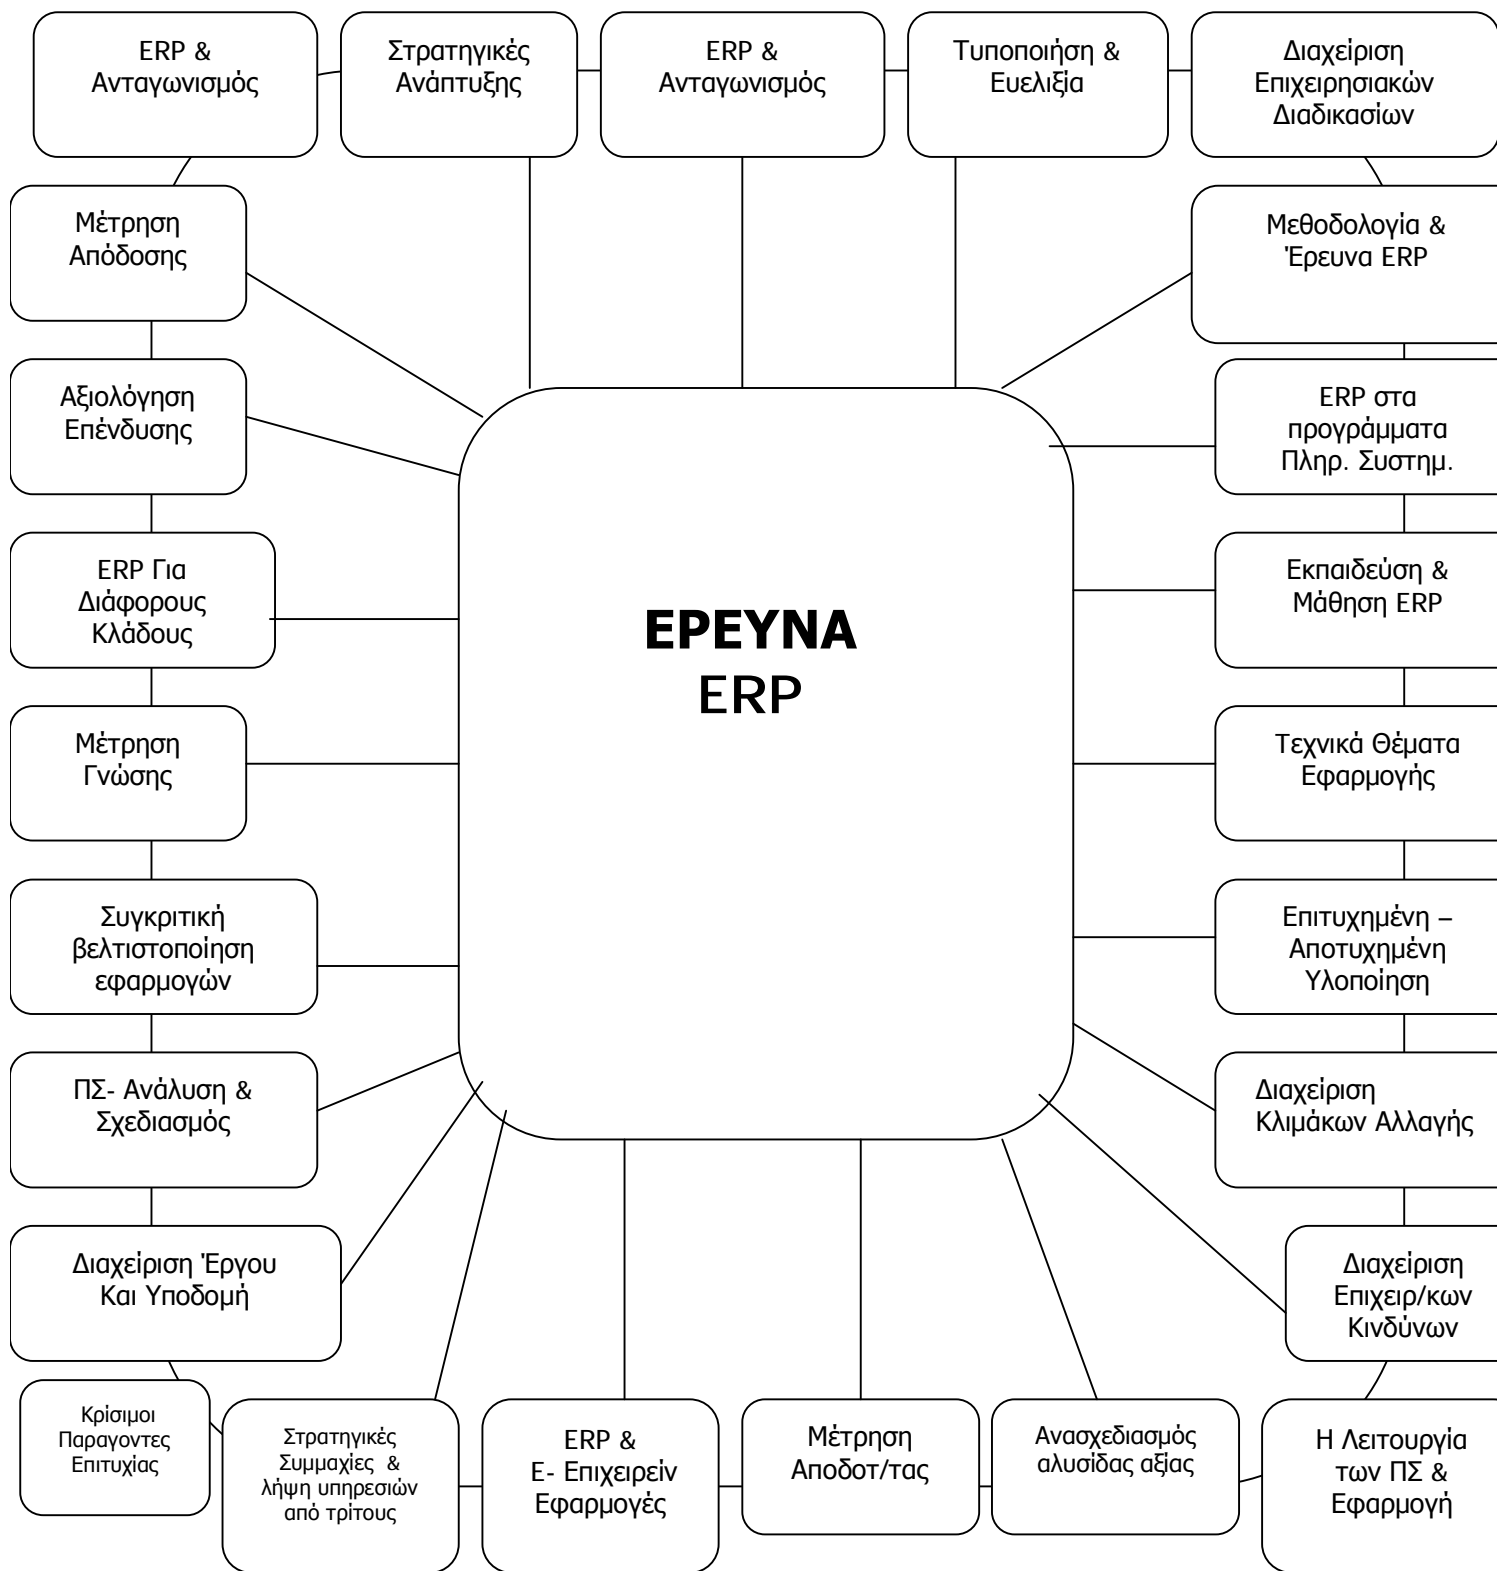 ERP &
Ανταγωνισμός
Στρατηγικές
Ανάπτυξης
ERP &
Ανταγωνισμός
Τυποποιήση &
Ευελιξία
Διαχείριση
Επιχειρησιακών
Διαδικασίων
Μέτρηση
Απόδοσης
Μεθοδολογία &
Έρευνα ERP
Αξιολόγηση
Επένδυσης
ERP στα
προγράμματα
Πληρ. Συστημ.
ERP Για
Διάφορους
Κλάδους
Εκπαιδεύση &
Μάθηση ERP
ΕΡΕΥΝΑ
ERP
Μέτρηση
Γνώσης
Τεχνικά Θέματα
Εφαρμογής
Συγκριτική
βελτιστοποίηση
εφαρμογών
Επιτυχημένη –
Αποτυχημένη
Υλοποίηση
ΠΣ- Ανάλυση &
Σχεδιασμός
Διαχείριση
Κλιμάκων Αλλαγής
Διαχείριση Έργου
Και Υποδομή
Διαχείριση
Επιχειρ/κων
Κινδύνων
Κρίσιμοι
Παραγοντες
Επιτυχίας
Στρατηγικές
Συμμαχίες &
λήψη υπηρεσιών
από τρίτους
ERP &
E- Επιχειρείν
Εφαρμογές
Μέτρηση
Αποδοτ/τας
Ανασχεδιασμός
αλυσίδας αξίας
Η Λειτουργία
των ΠΣ &
Εφαρμογή